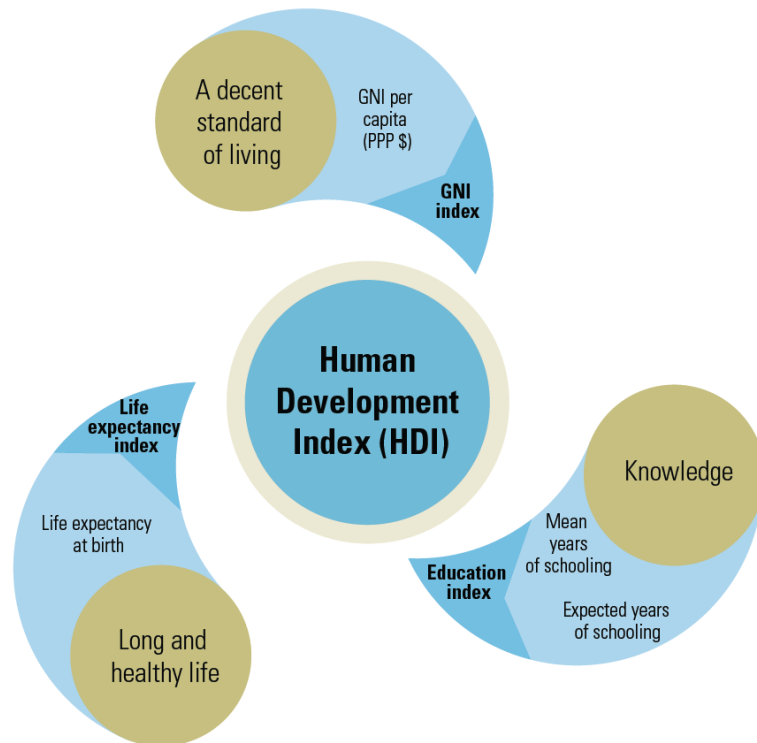 A decent
standard
of living
GNI per
capita
(PPP $)
GNI
index
Human
Development
Index (HDI)
Life
expectancy
index
Life expectancy
at birth
Long and
healthy life
Knowledge
Mean
years
of schooling
Expected years
of schooling
Education
index